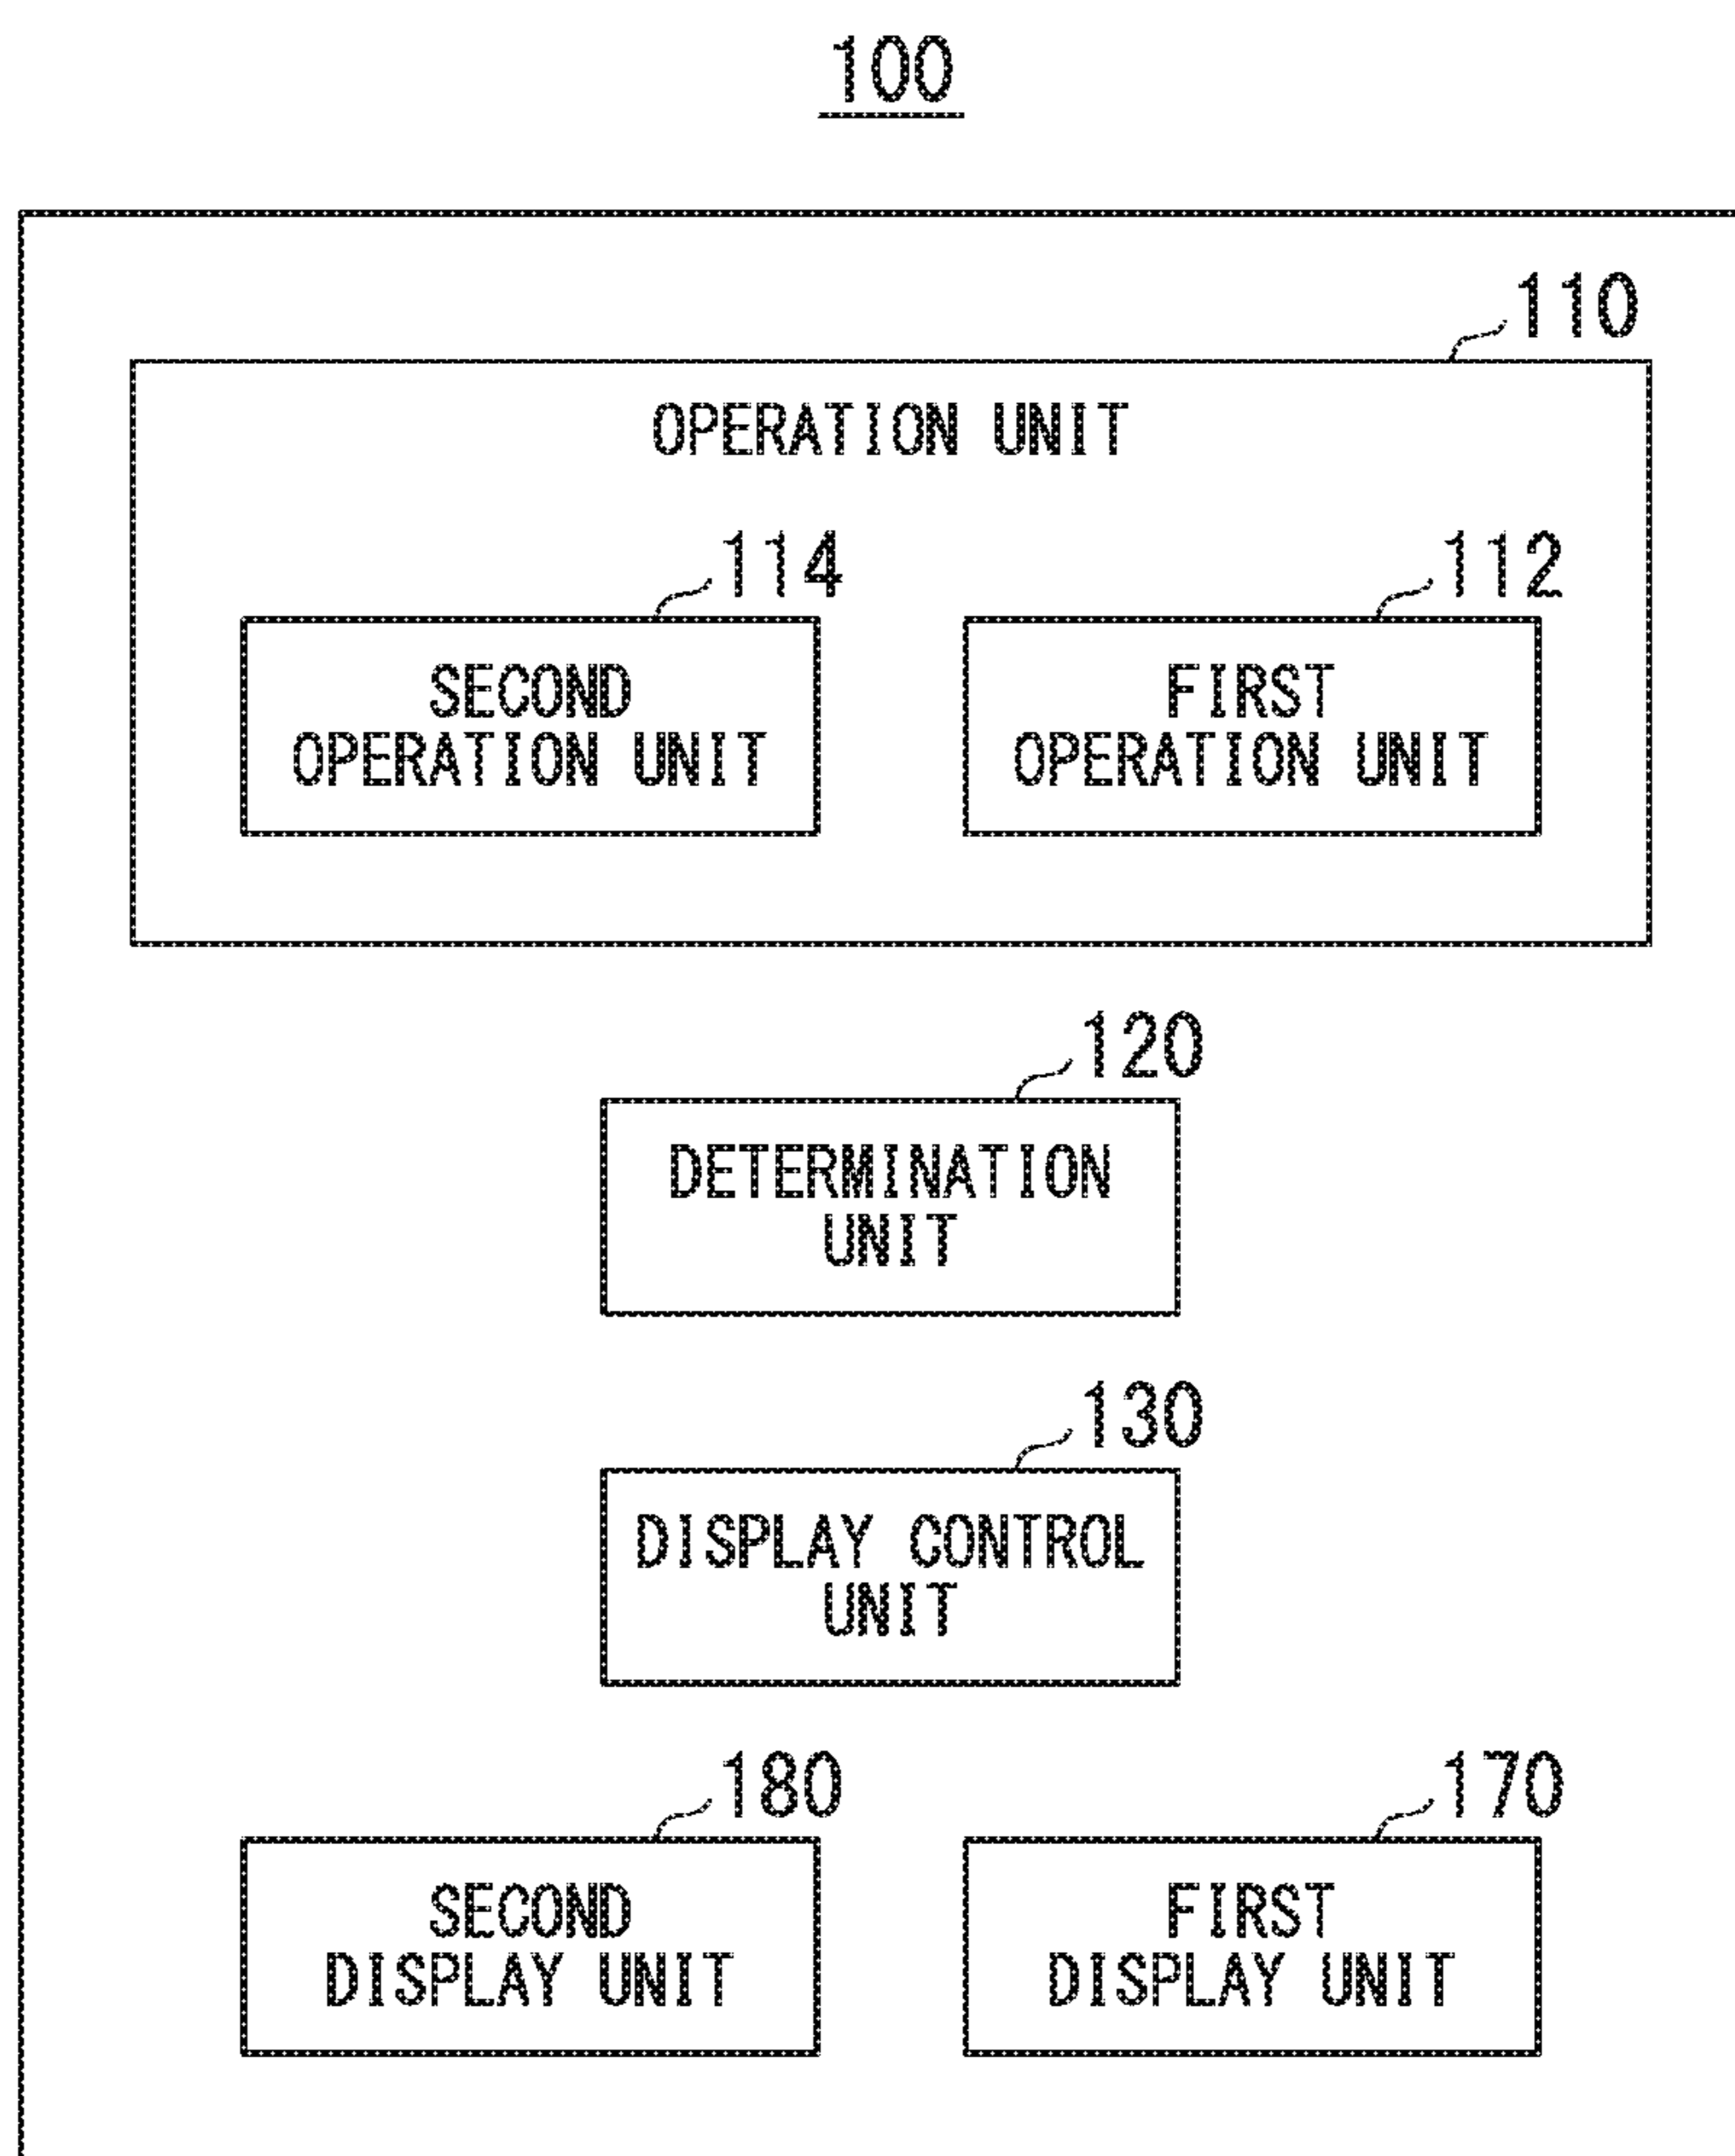 100
110
OPERATION UNIT
114
112
SECOND
OPERATION UNIT
FIRST
OPERATION UNIT
120
DETERMINATION
UNIT
130
DISPLAY CONTROL
UNIT
180
170
SECOND
DISPLAY UNIT
FIRST
DISPLAY UNIT